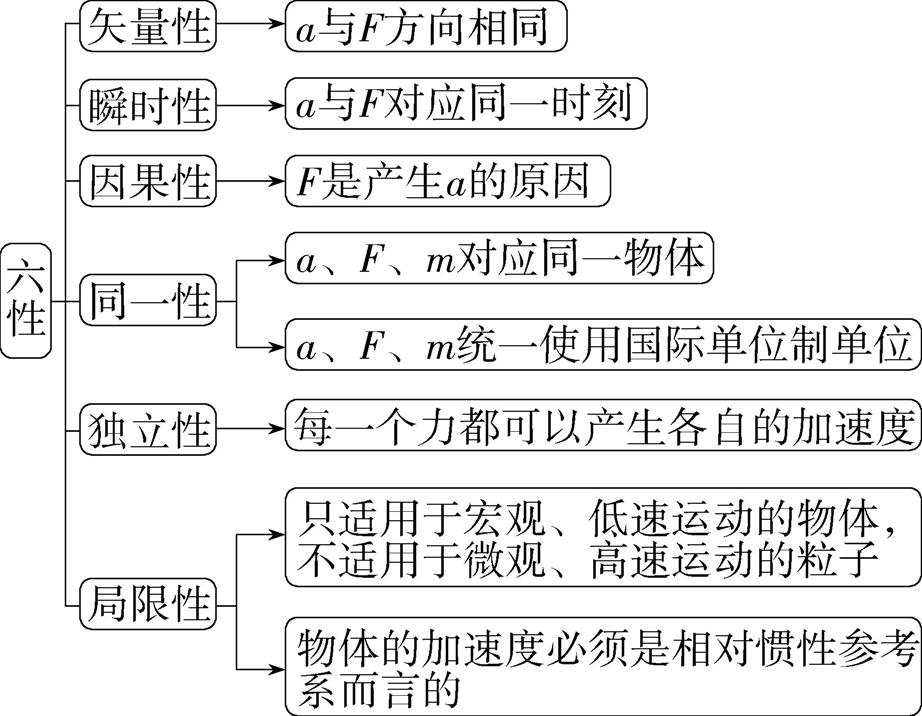 六性
矢量性
a与F方向相同
瞬时性
a与F对应同一时刻
因果性
F是产生a的原因
同一性
a、F、m对应同一物体
a、F、m统一使用国际单位制单位
独立性
每一个力都可以产生各自的加速度
局限性
只适用于宏观、低速运动的物体，
不适用于微观、高速运动的粒子
物体的加速度必须是相对惯性参考
系而言的